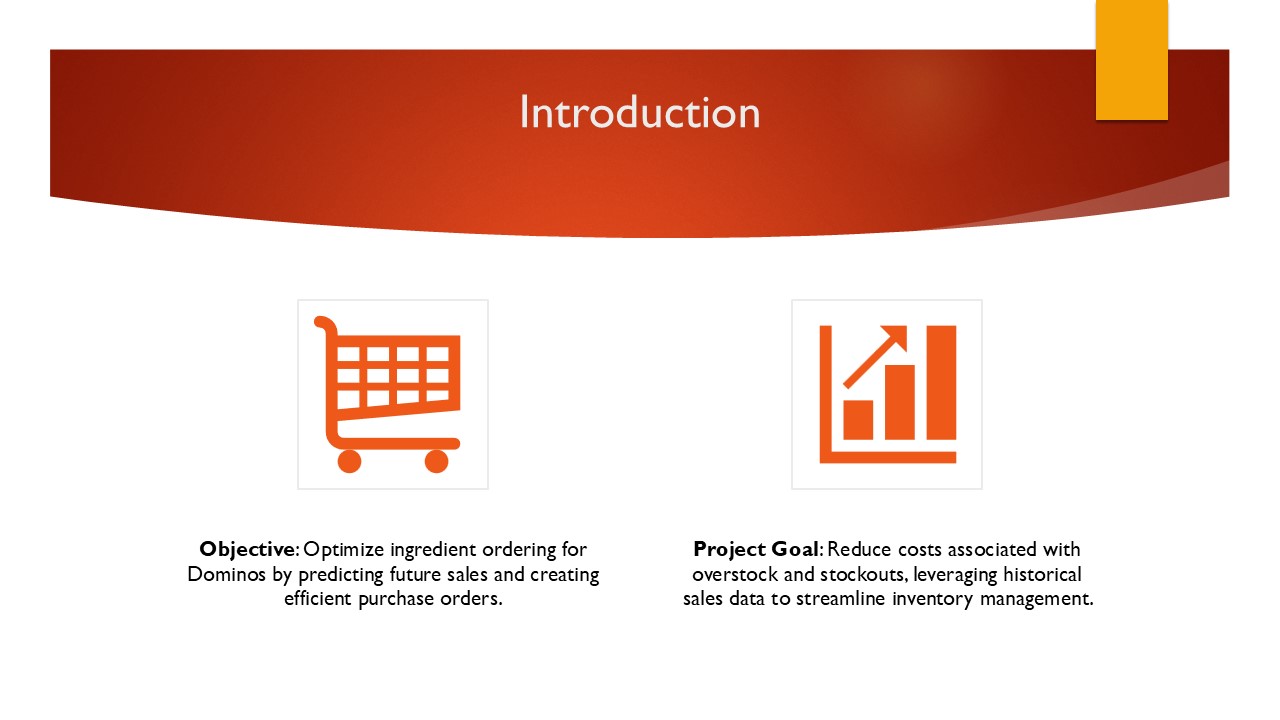 Introduction
Objective: Optimize ingredient ordering for
Dominos by predicting future sales and creating
efficient purchase orders.
Project Goal: Reduce costs associated with
overstock and stockouts, leveraging historical
sales data to streamline inventory management.